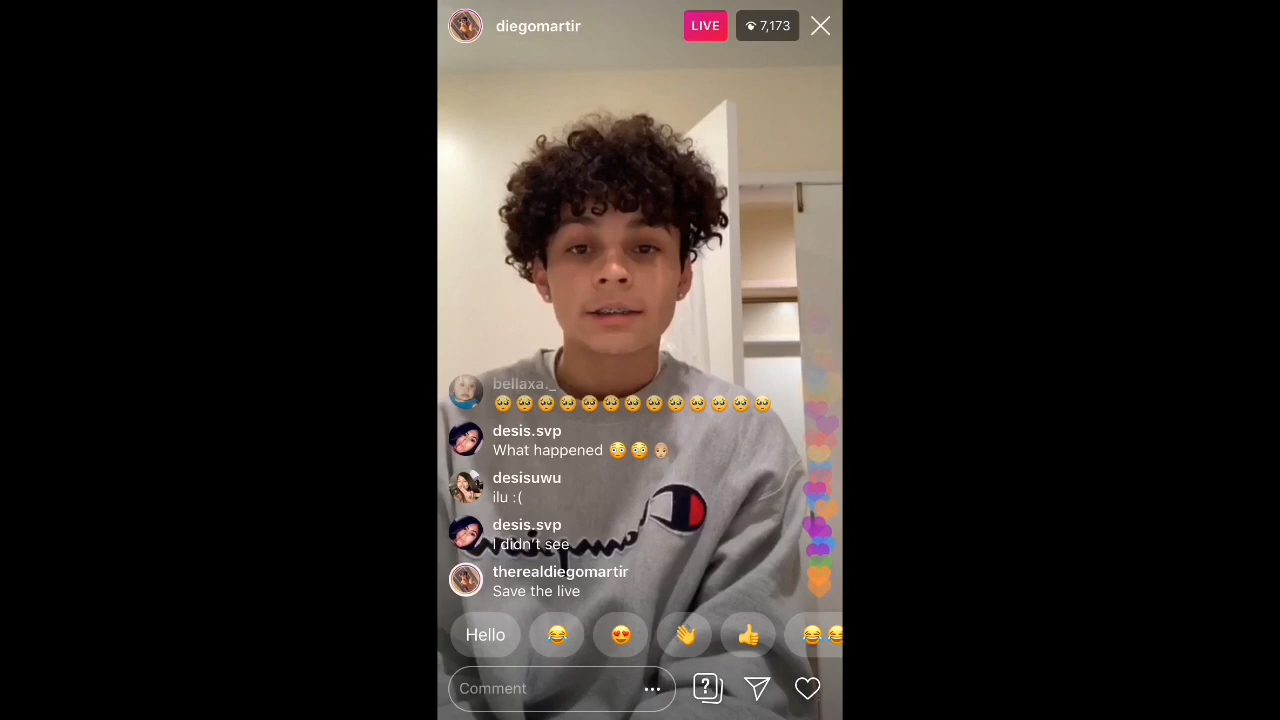 diegomartir
LIVE
7,173
bellaxa._
desis.svp
What happened
desisuwu
ilu :(
desis.svp
I didn't see
therealdiegomartir
Save the live
Hello
Comment